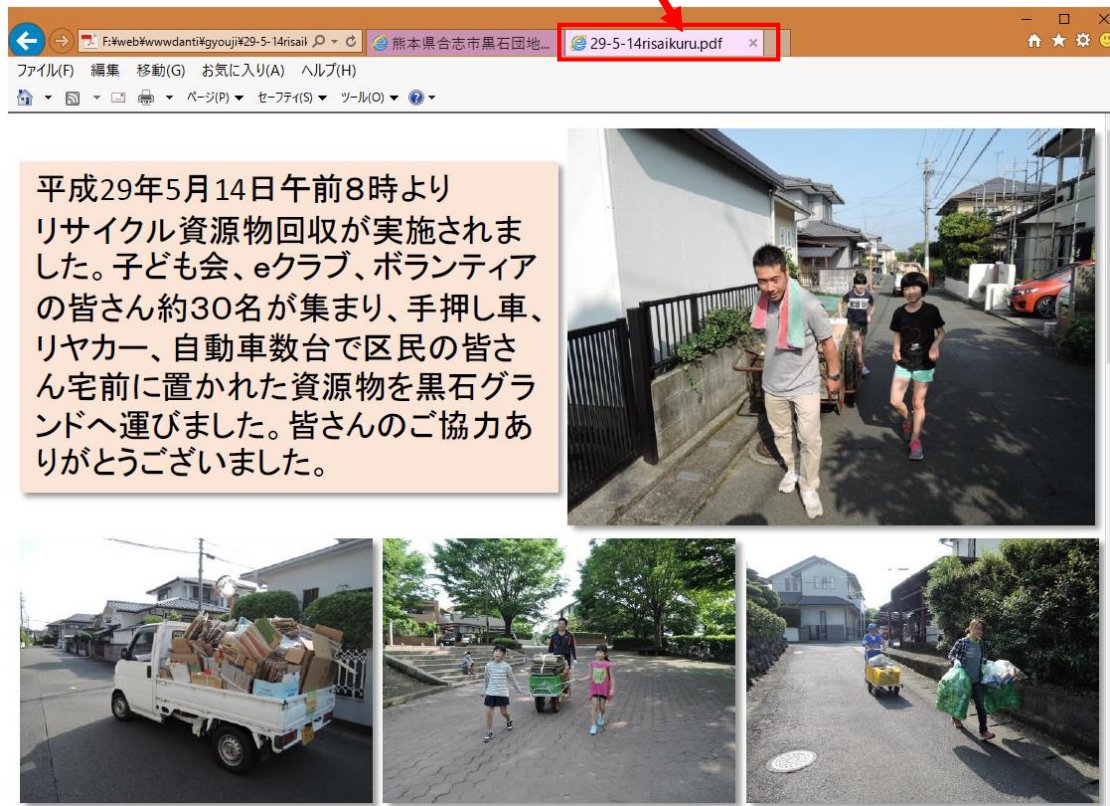 F:¥web¥wwwdanti¥gyouji¥29-5-14risail
熊本県合志市黒石団地...
29-5-14risaikuru.pdf
ファイル(F) 編集 移動(G) お気に入り(A) ヘルプ(H)
ページ(P) セーフティ(S) ツール(O)
平成29年5月14日午前8時より
リサイクル資源物回収が実施されま
した。子ども会、eクラブ、ボランティア
の皆さん約30名が集まり、手押し車、
リヤカー、自動車数台で区民の皆さ
ん宅前に置かれた資源物を黒石グラ
ンドへ運びました。皆さんのご協力あ
りがとうございました。